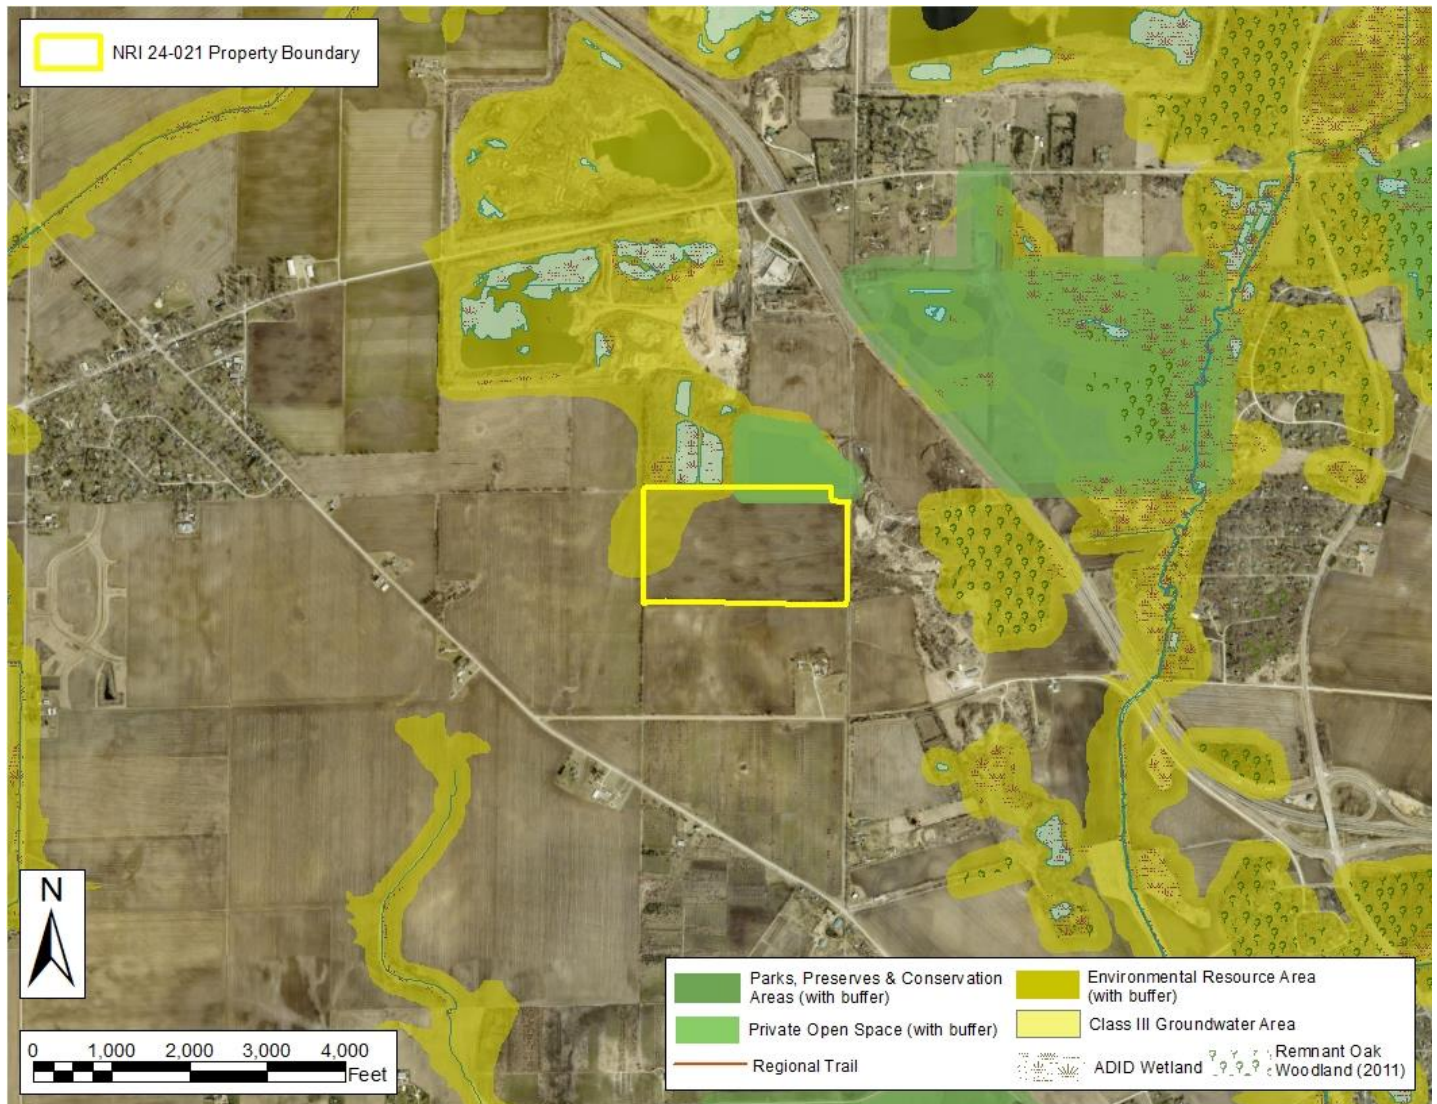 NRI 24-021 Property Boundary
N
0 1,000 2,000 3,000 4,000
Feet
Parks, Preserves & Conservation
Areas (with buffer)
Private Open Space (with buffer)
Regional Trail
Environmental Resource Area
(with buffer)
Class III Groundwater Area
ADID Wetland
Remnant Oak
Woodland (2011)